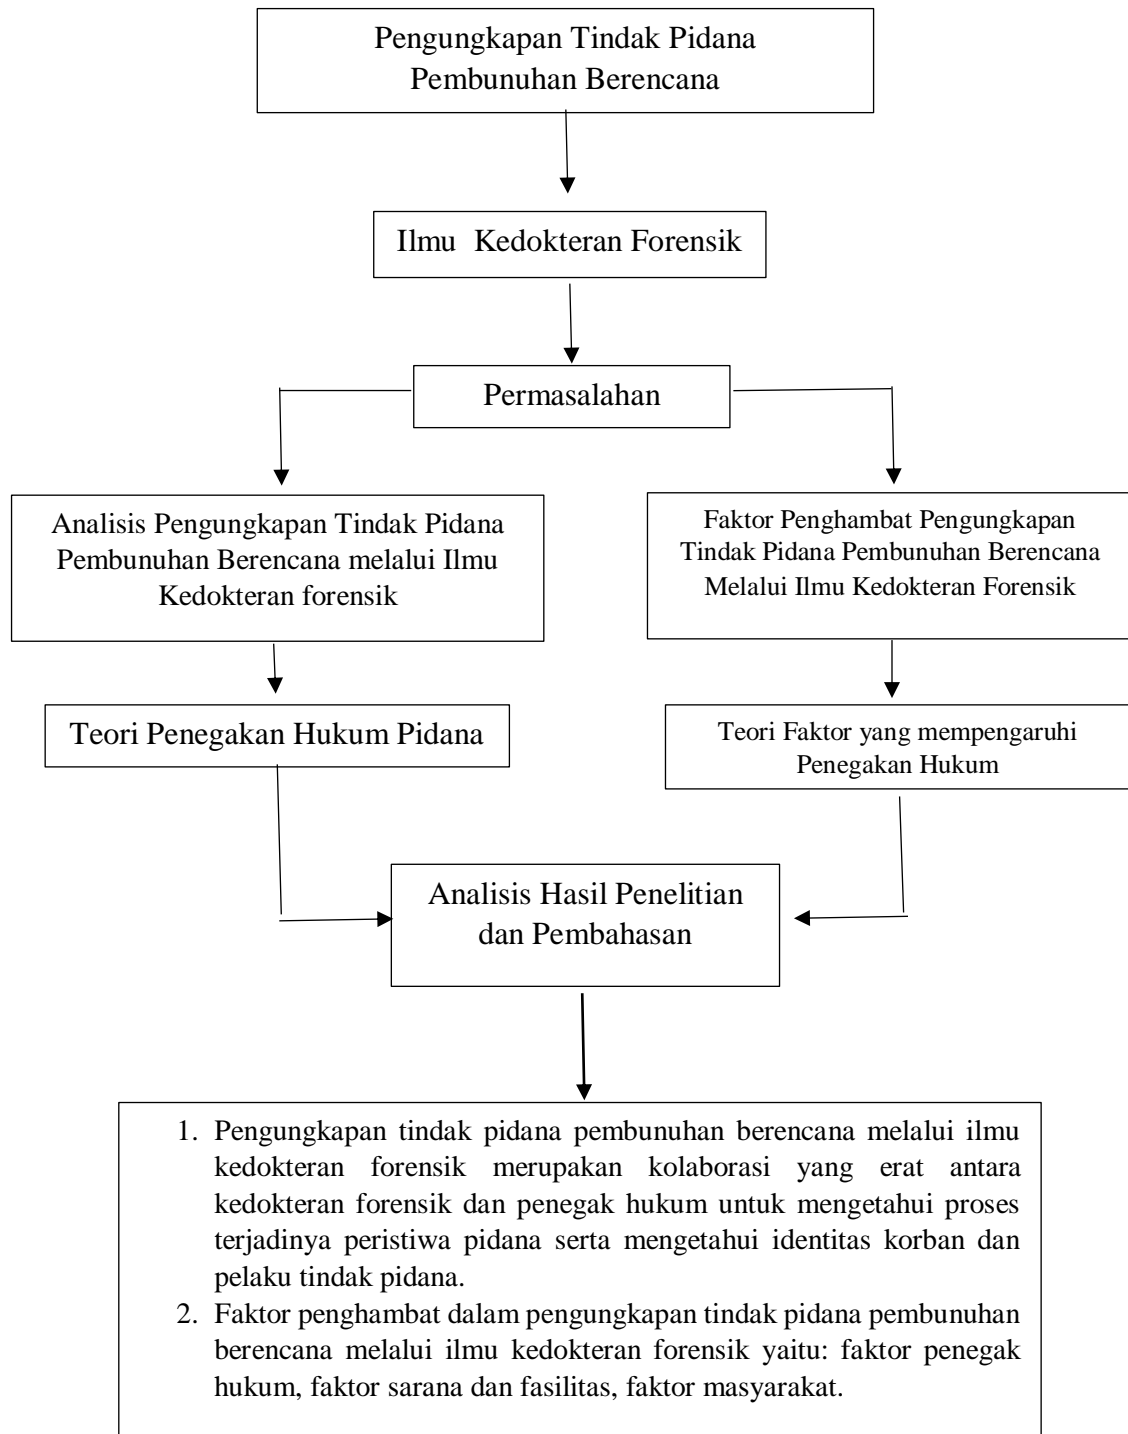 Pengungkapan Tindak Pidana
Pembunuhan Berencana
Ilmu Kedokteran Forensik
Permasalahan
Analisis Pengungkapan Tindak Pidana
Pembunuhan Berencana melalui Ilmu
Kedokteran forensik
Faktor Penghambat Pengungkapan
Tindak Pidana Pembunuhan Berencana
Melalui Ilmu Kedokteran Forensik
Teori Penegakan Hukum Pidana
Teori Faktor yang mempengaruhi
Penegakan Hukum
Analisis Hasil Penelitian
dan Pembahasan
1. Pengungkapan tindak pidana pembunuhan berencana melalui ilmu
kedokteran forensik merupakan kolaborasi yang erat antara
kedokteran forensik dan penegak hukum untuk mengetahui proses
terjadinya peristiwa pidana serta mengetahui identitas korban dan
pelaku tindak pidana.
2. Faktor penghambat dalam pengungkapan tindak pidana pembunuhan
berencana melalui ilmu kedokteran forensik yaitu: faktor penegak
hukum, faktor sarana dan fasilitas, faktor masyarakat.